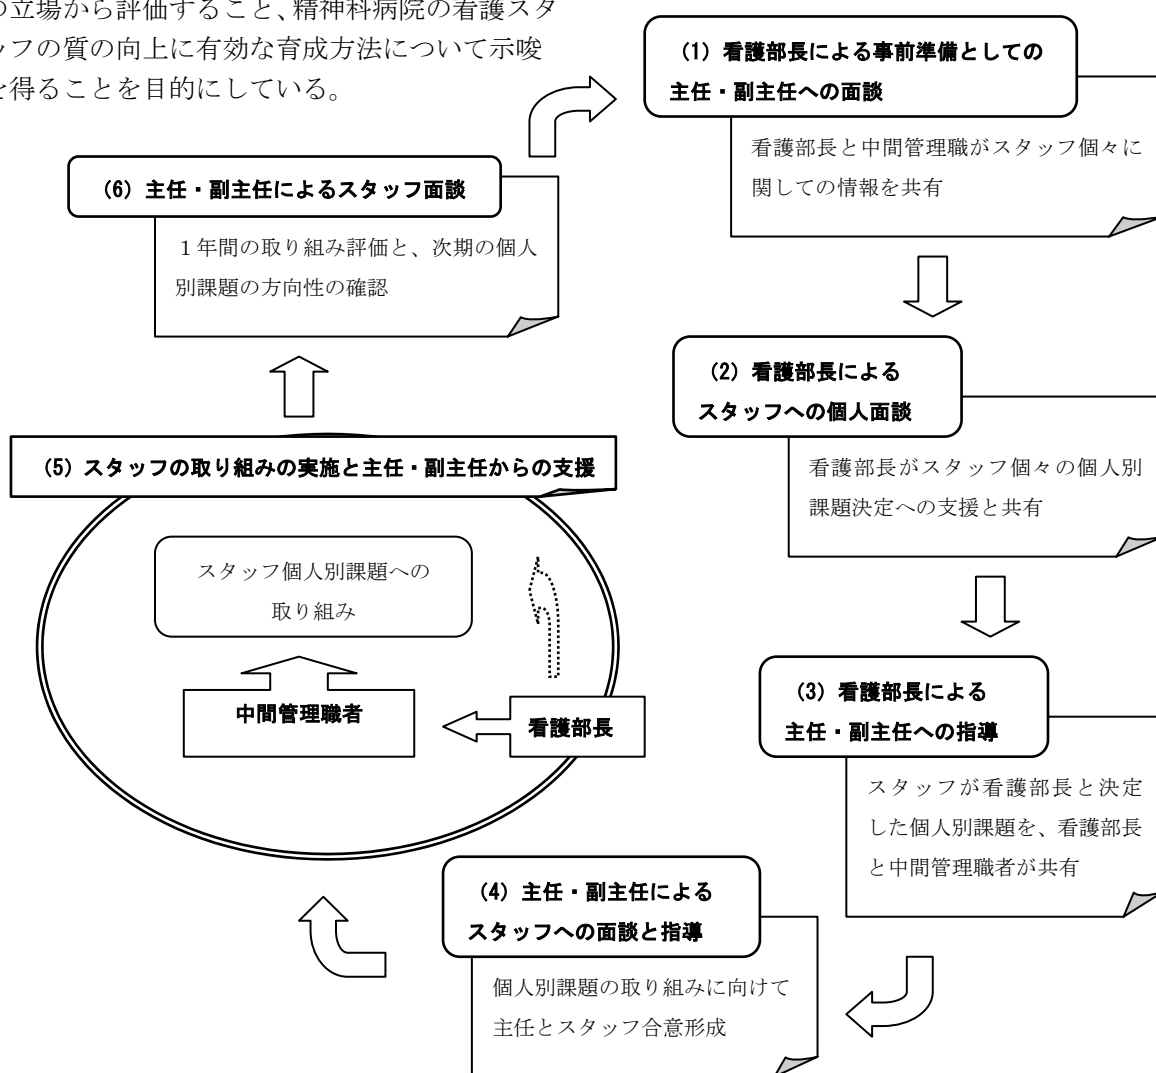 の立場から評価すること、精神科病院の看護スタ
ッフの質の向上に有効な育成方法について示唆
を得ることを目的にしている。
(1) 看護部長による事前準備としての
主任・副主任への面談
看護部長と中間管理職がスタッフ個々に
関しての情報を共有
(2) 看護部長による
スタッフへの個人面談
看護部長がスタッフ個々の個人別
課題決定への支援と共有
(3) 看護部長による
主任・副主任への指導
スタッフが看護部長と決定
した個人別課題を、看護部長
と中間管理職者が共有
(4) 主任・副主任による
スタッフへの面談と指導
個人別課題の取り組みに向けて
主任とスタッフ合意形成
(5) スタッフの取り組みの実施と主任・副主任からの支援
スタッフ個人別課題への
取り組み
中間管理職者
看護部長
(6) 主任・副主任によるスタッフ面談
１年間の取り組み評価と、次期の個人
別課題の方向性の確認